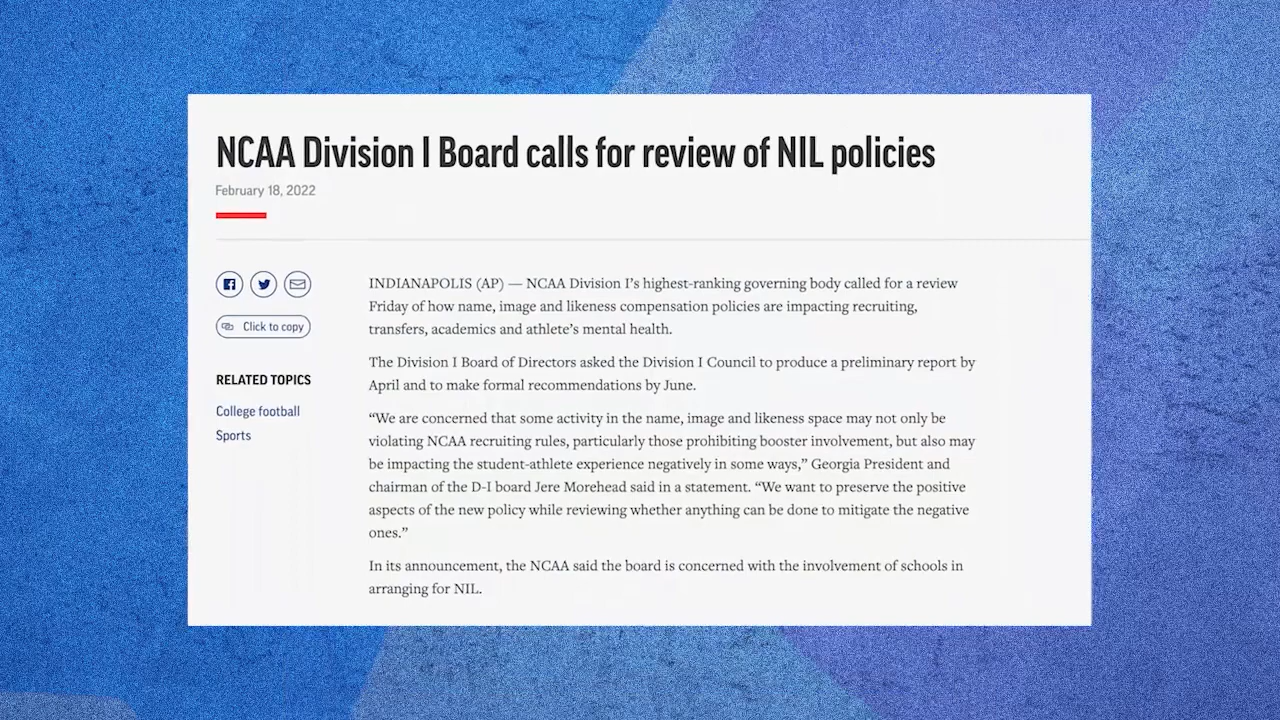 NCAA Division I Board calls for review of NIL policies
February 18, 2022
Click to copy
RELATED TOPICS
College football
Sports
INDIANAPOLIS (AP) — NCAA Division I’s highest-ranking governing body called for a review
Friday of how name, image and likeness compensation policies are impacting recruiting,
transfers, academics and athlete’s mental health.
The Division I Board of Directors asked the Division I Council to produce a preliminary report by
April and to make formal recommendations by June.
“We are concerned that some activity in the name, image and likeness space may not only be
violating NCAA recruiting rules, particularly those prohibiting booster involvement, but also may
be impacting the student-athlete experience negatively in some ways,” Georgia President and
chairman of the D-I board Jere Morehead said in a statement. “We want to preserve the positive
aspects of the new policy while reviewing whether anything can be done to mitigate the negative
ones.”
In its announcement, the NCAA said the board is concerned with the involvement of schools in
arranging for NIL.